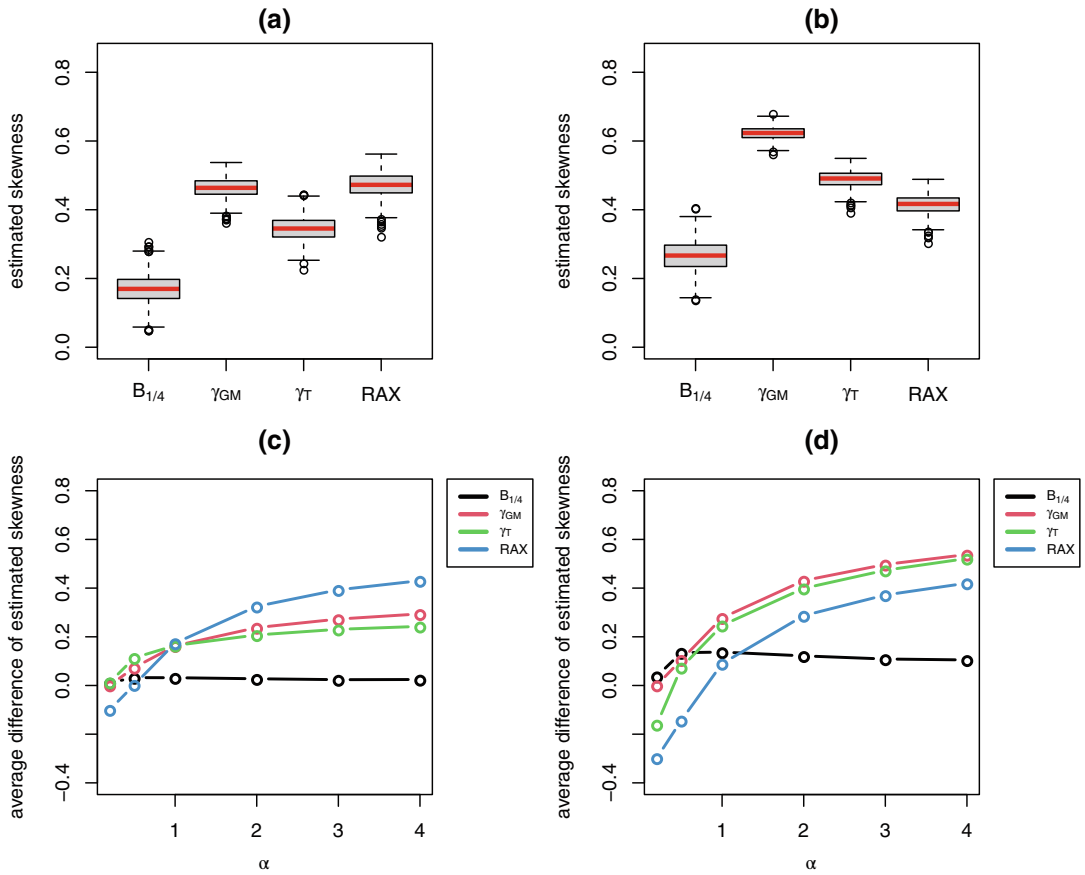 (a)
estimated skewness
0.0 0.2 0.4 0.6 0.8
B1/4 γGM γT RAX
(b)
estimated skewness
0.0 0.2 0.4 0.6 0.8
B1/4 γGM γT RAX
(c)
average difference of estimated skewness
−0.4 0.0 0.2 0.4 0.6 0.8
1 2 3 4
α
B1/4
γGM
γT
RAX
(d)
average difference of estimated skewness
−0.4 0.0 0.2 0.4 0.6 0.8
1 2 3 4
α
B1/4
γGM
γT
RAX